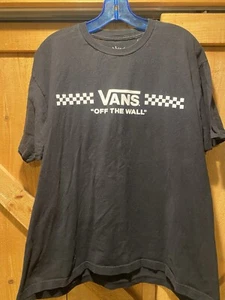 VANS
"OFF THE WALL"